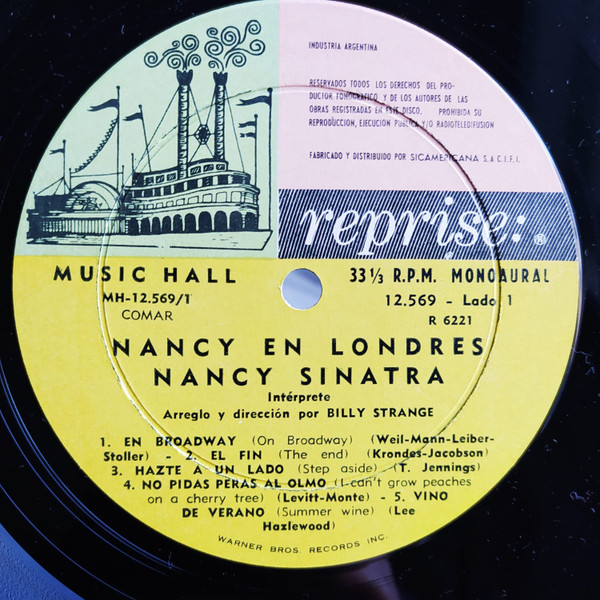 INDUSTRIA ARGENTINA
RESERVADOS TODOS LOS DERECHOS DEL PRO-
DUCTOR FONOGRAFICO Y DE LOS AUTORES DE LAS
OBRAS REGISTRADAS EN ESTE DISCO. PROHIBIDA SU
REPRODUCCION, EJECUCION PUBLICA Y/O RADIOTELEDIFUSION
FABRICADO Y DISTRIBUIDO POR SICAMERICANA S.A.C.I.F.I.
reprise:®
MUSIC HALL
33 1/3 R.P.M. MONOAURAL
MH-12.569/1
12.569 - Lado 1
COMAR
R 6221
NANCY EN LONDRES
NANCY SINATRA
Intérprete
Arreglo y dirección por BILLY STRANGE
1. EN BROADWAY (On Broadway) (Weil-Mann-Leiber-
Stoller) - 2. EL FIN (The end) (Krondes-Jacobson)
3. HAZTE A UN LADO (Step aside) (T. Jennings)
4. NO PIDAS PERAS AL OLMO (I can't grow peaches
on a cherry tree) (Levitt-Monte) - 5. VINO
DE VERANO (Summer wine) (Lee
Hazlewood)
WARNER BROS. RECORDS INC.